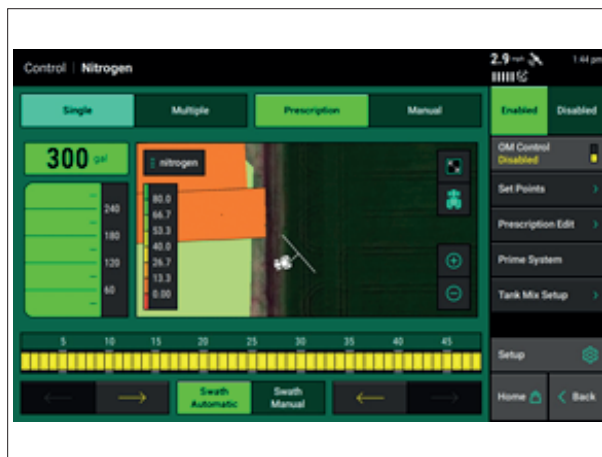 Control | Nitrogen
2.9 mph
1:44 pm
Single
Multiple
Prescription
Manual
Enabled
Disabled
300 gal
240
180
120
60
nitrogen
80.0
66.7
53.3
40.0
26.7
13.3
0.00
OM Control
Disabled
Set Points
Prescription Edit
Prime System
Tank Mix Setup
5 10 15 20 25 30 35 40 45
Swath
Automatic
Swath
Manual
Setup
Home
Back